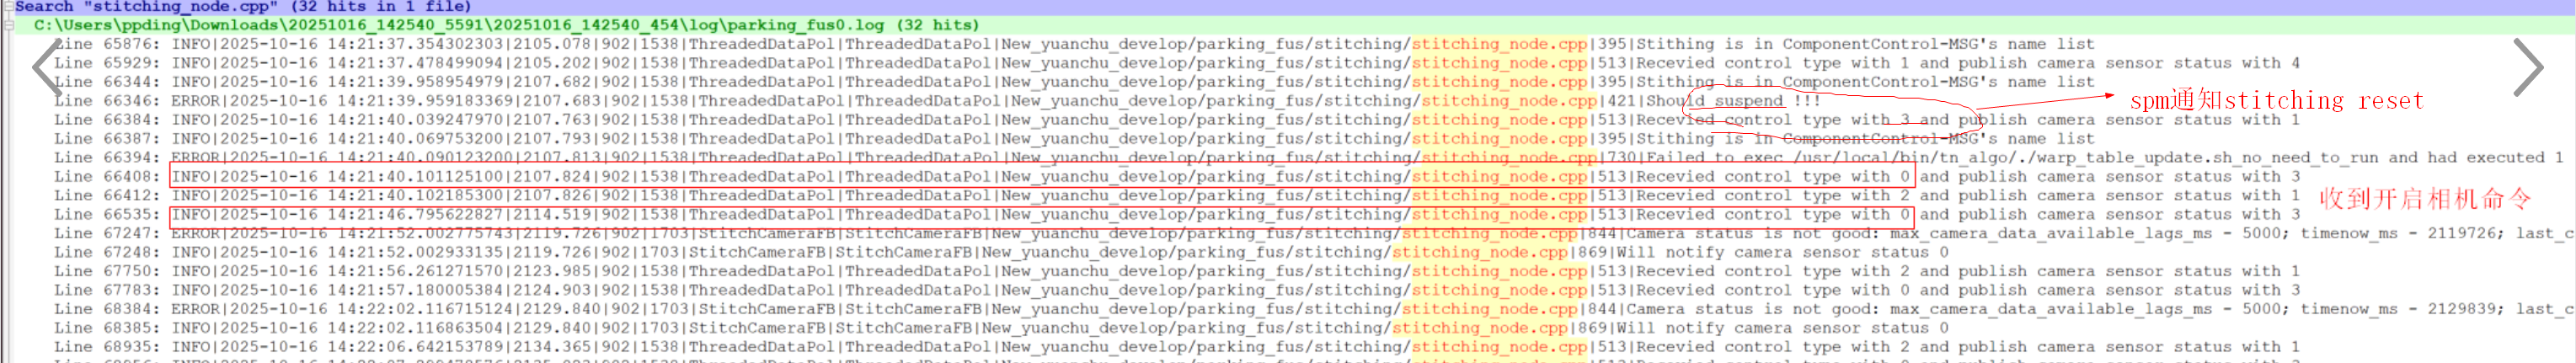 Search "stitching_node.cpp" (32 hits in 1 file)
C:\Users\ppding\Downloads\20251016_142540_5591\20251016_142540_454\log\parking_fus0.log (32 hits)
Line 65876: INFO|2025-10-16 14:21:37.354302303|2105.078|902|1538|ThreadedDataPol|ThreadedDataPol|New_yuanchu_develop/parking_fus/stitching/stitching_node.cpp|395|Stithing is in ComponentControl-MSG's name list
Line 65929: INFO|2025-10-16 14:21:37.478499094|2105.202|902|1538|ThreadedDataPol|ThreadedDataPol|New_yuanchu_develop/parking_fus/stitching/stitching_node.cpp|513|Recevied control type with 1 and publish camera sensor status with 4
Line 66344: INFO|2025-10-16 14:21:39.958954979|2107.682|902|1538|ThreadedDataPol|ThreadedDataPol|New_yuanchu_develop/parking_fus/stitching/stitching_node.cpp|395|Stithing is in ComponentControl-MSG's name list
Line 66346: ERROR|2025-10-16 14:21:39.959183369|2107.683|902|1538|ThreadedDataPol|ThreadedDataPol|New_yuanchu_develop/parking_fus/stitching/stitching_node.cpp|421|Should suspend !!!
spm通知stitching reset
Line 66384: INFO|2025-10-16 14:21:40.039247970|2107.763|902|1538|ThreadedDataPol|ThreadedDataPol|New_yuanchu_develop/parking_fus/stitching/stitching_node.cpp|513|Recevied control type with 3 and publish camera sensor status with 1
Line 66387: INFO|2025-10-16 14:21:40.069753200|2107.793|902|1538|ThreadedDataPol|ThreadedDataPol|New_yuanchu_develop/parking_fus/stitching/stitching_node.cpp|395|Stithing is in ComponentControl-MSG's name list
Line 66394: ERROR|2025-10-16 14:21:40.090123200|2107.813|902|1538|ThreadedDataPol|ThreadedDataPol|New_yuanchu_develop/parking_fus/stitching/stitching_node.cpp|730|Failed to exec /usr/local/bin/tn_algo/./warp_table_update.sh_no_need_to_run and had executed 1
Line 66408: INFO|2025-10-16 14:21:40.101125100|2107.824|902|1538|ThreadedDataPol|ThreadedDataPol|New_yuanchu_develop/parking_fus/stitching/stitching_node.cpp|513|Recevied control type with 0 and publish camera sensor status with 3
Line 66412: INFO|2025-10-16 14:21:40.102185300|2107.826|902|1538|ThreadedDataPol|ThreadedDataPol|New_yuanchu_develop/parking_fus/stitching/stitching_node.cpp|513|Recevied control type with 2 and publish camera sensor status with 1
收到开启相机命令
Line 66535: INFO|2025-10-16 14:21:46.795622827|2114.519|902|1538|ThreadedDataPol|ThreadedDataPol|New_yuanchu_develop/parking_fus/stitching/stitching_node.cpp|513|Recevied control type with 0 and publish camera sensor status with 3
Line 67247: ERROR|2025-10-16 14:21:52.002775743|2119.726|902|1703|StitchCameraFB|StitchCameraFB|New_yuanchu_develop/parking_fus/stitching/stitching_node.cpp|844|Camera status is not good: max_camera_data_available_lags_ms - 5000; timenow_ms - 2119726; last_c
Line 67248: INFO|2025-10-16 14:21:52.002933135|2119.726|902|1703|StitchCameraFB|StitchCameraFB|New_yuanchu_develop/parking_fus/stitching/stitching_node.cpp|869|Will notify camera sensor status 0
Line 67750: INFO|2025-10-16 14:21:56.261271570|2123.985|902|1538|ThreadedDataPol|ThreadedDataPol|New_yuanchu_develop/parking_fus/stitching/stitching_node.cpp|513|Recevied control type with 2 and publish camera sensor status with 1
Line 67783: INFO|2025-10-16 14:21:57.180005384|2124.903|902|1538|ThreadedDataPol|ThreadedDataPol|New_yuanchu_develop/parking_fus/stitching/stitching_node.cpp|513|Recevied control type with 0 and publish camera sensor status with 3
Line 68384: ERROR|2025-10-16 14:22:02.116715124|2129.840|902|1703|StitchCameraFB|StitchCameraFB|New_yuanchu_develop/parking_fus/stitching/stitching_node.cpp|844|Camera status is not good: max_camera_data_available_lags_ms - 5000; timenow_ms - 2129839; last_c
Line 68385: INFO|2025-10-16 14:22:02.116863504|2129.840|902|1703|StitchCameraFB|StitchCameraFB|New_yuanchu_develop/parking_fus/stitching/stitching_node.cpp|869|Will notify camera sensor status 0
Line 68935: INFO|2025-10-16 14:22:06.642153789|2134.365|902|1538|ThreadedDataPol|ThreadedDataPol|New_yuanchu_develop/parking_fus/stitching/stitching_node.cpp|513|Recevied control type with 2 and publish camera sensor status with 1